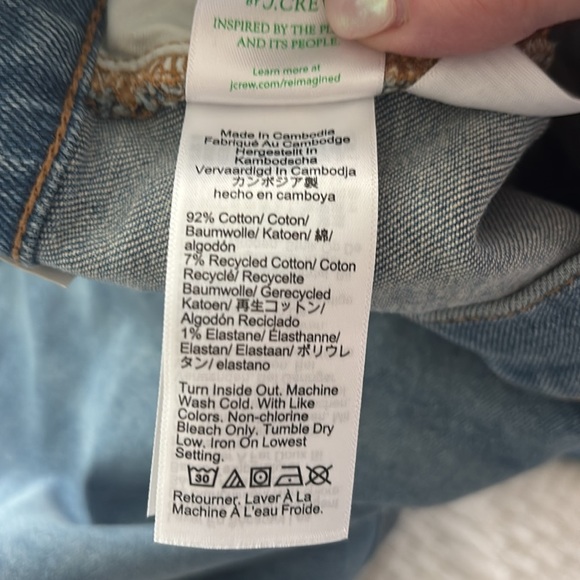 BY J.CREW
INSPIRED BY THE
AND ITS PEOPLE.
Learn more at
jcrew.com/reimagined
Made In Cambodia
Fabriqué Au Cambodge
Hergestellt In
Kambodscha
Vervaardigd In Cambodja
カンボジア製
hecho en camboya
92% Cotton/ Coton/
Baumwolle/ Katoen/ 綿/
algodón
7% Recycled Cotton/ Coton
Recyclé/ Recycelte
Baumwolle/ Gerecycled
Katoen/ 再生コットン/
Algodón Reciclado
1% Elastane/ Élasthanne/
Elastan/ Elastaan/ ポリウレ
タン/ elastano
Turn Inside Out. Machine
Wash Cold. With Like
Colors. Non-chlorine
Bleach Only. Tumble Dry
Low. Iron On Lowest
Setting.
30
Retourner. Laver À La
Machine À L'eau Froide.